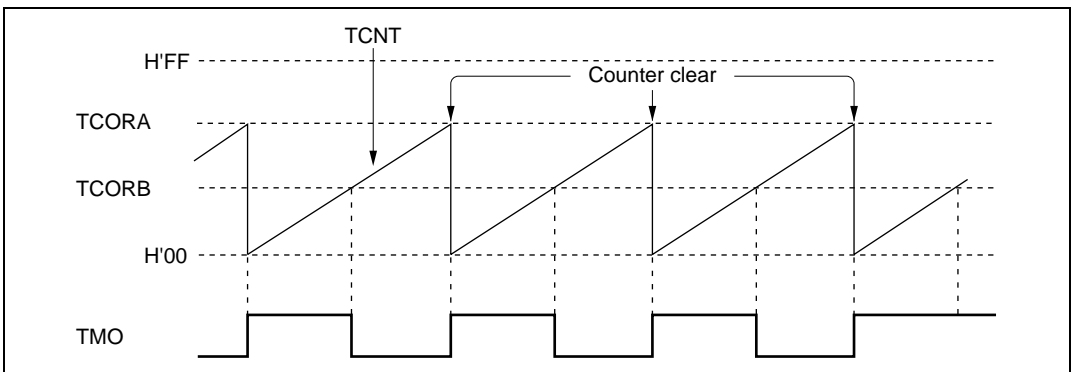 TCNT
H'FF
Counter clear
TCORA
TCORB
H'00
TMO